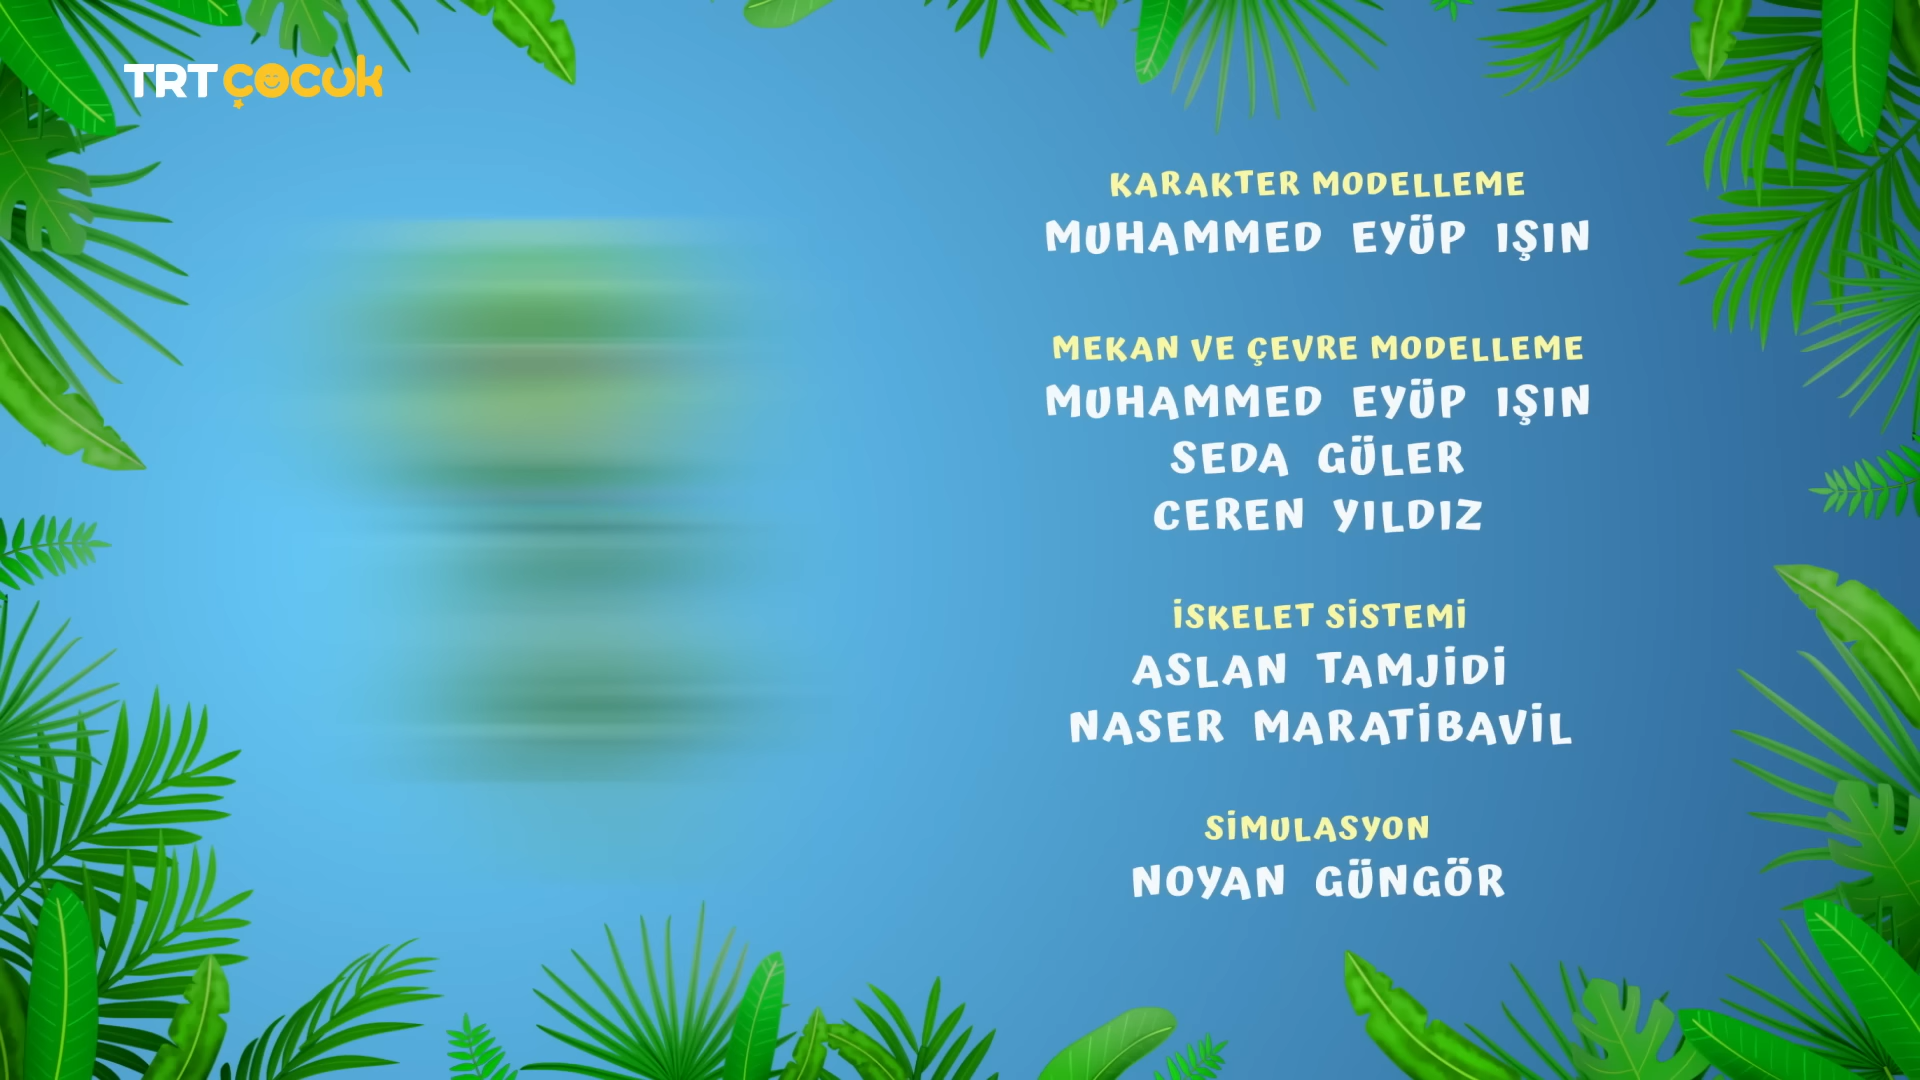 TRT çocuk
KARAKTER MODELLEME
MUHAMMED EYÜP IŞIN
MEKAN VE ÇEVRE MODELLEME
MUHAMMED EYÜP IŞIN
SEDA GÜLER
CEREN YILDIZ
İSKELET SİSTEMİ
ASLAN TAMJİDİ
NASER MARATİBAVİL
SİMULASYON
NOYAN GÜNGÖR